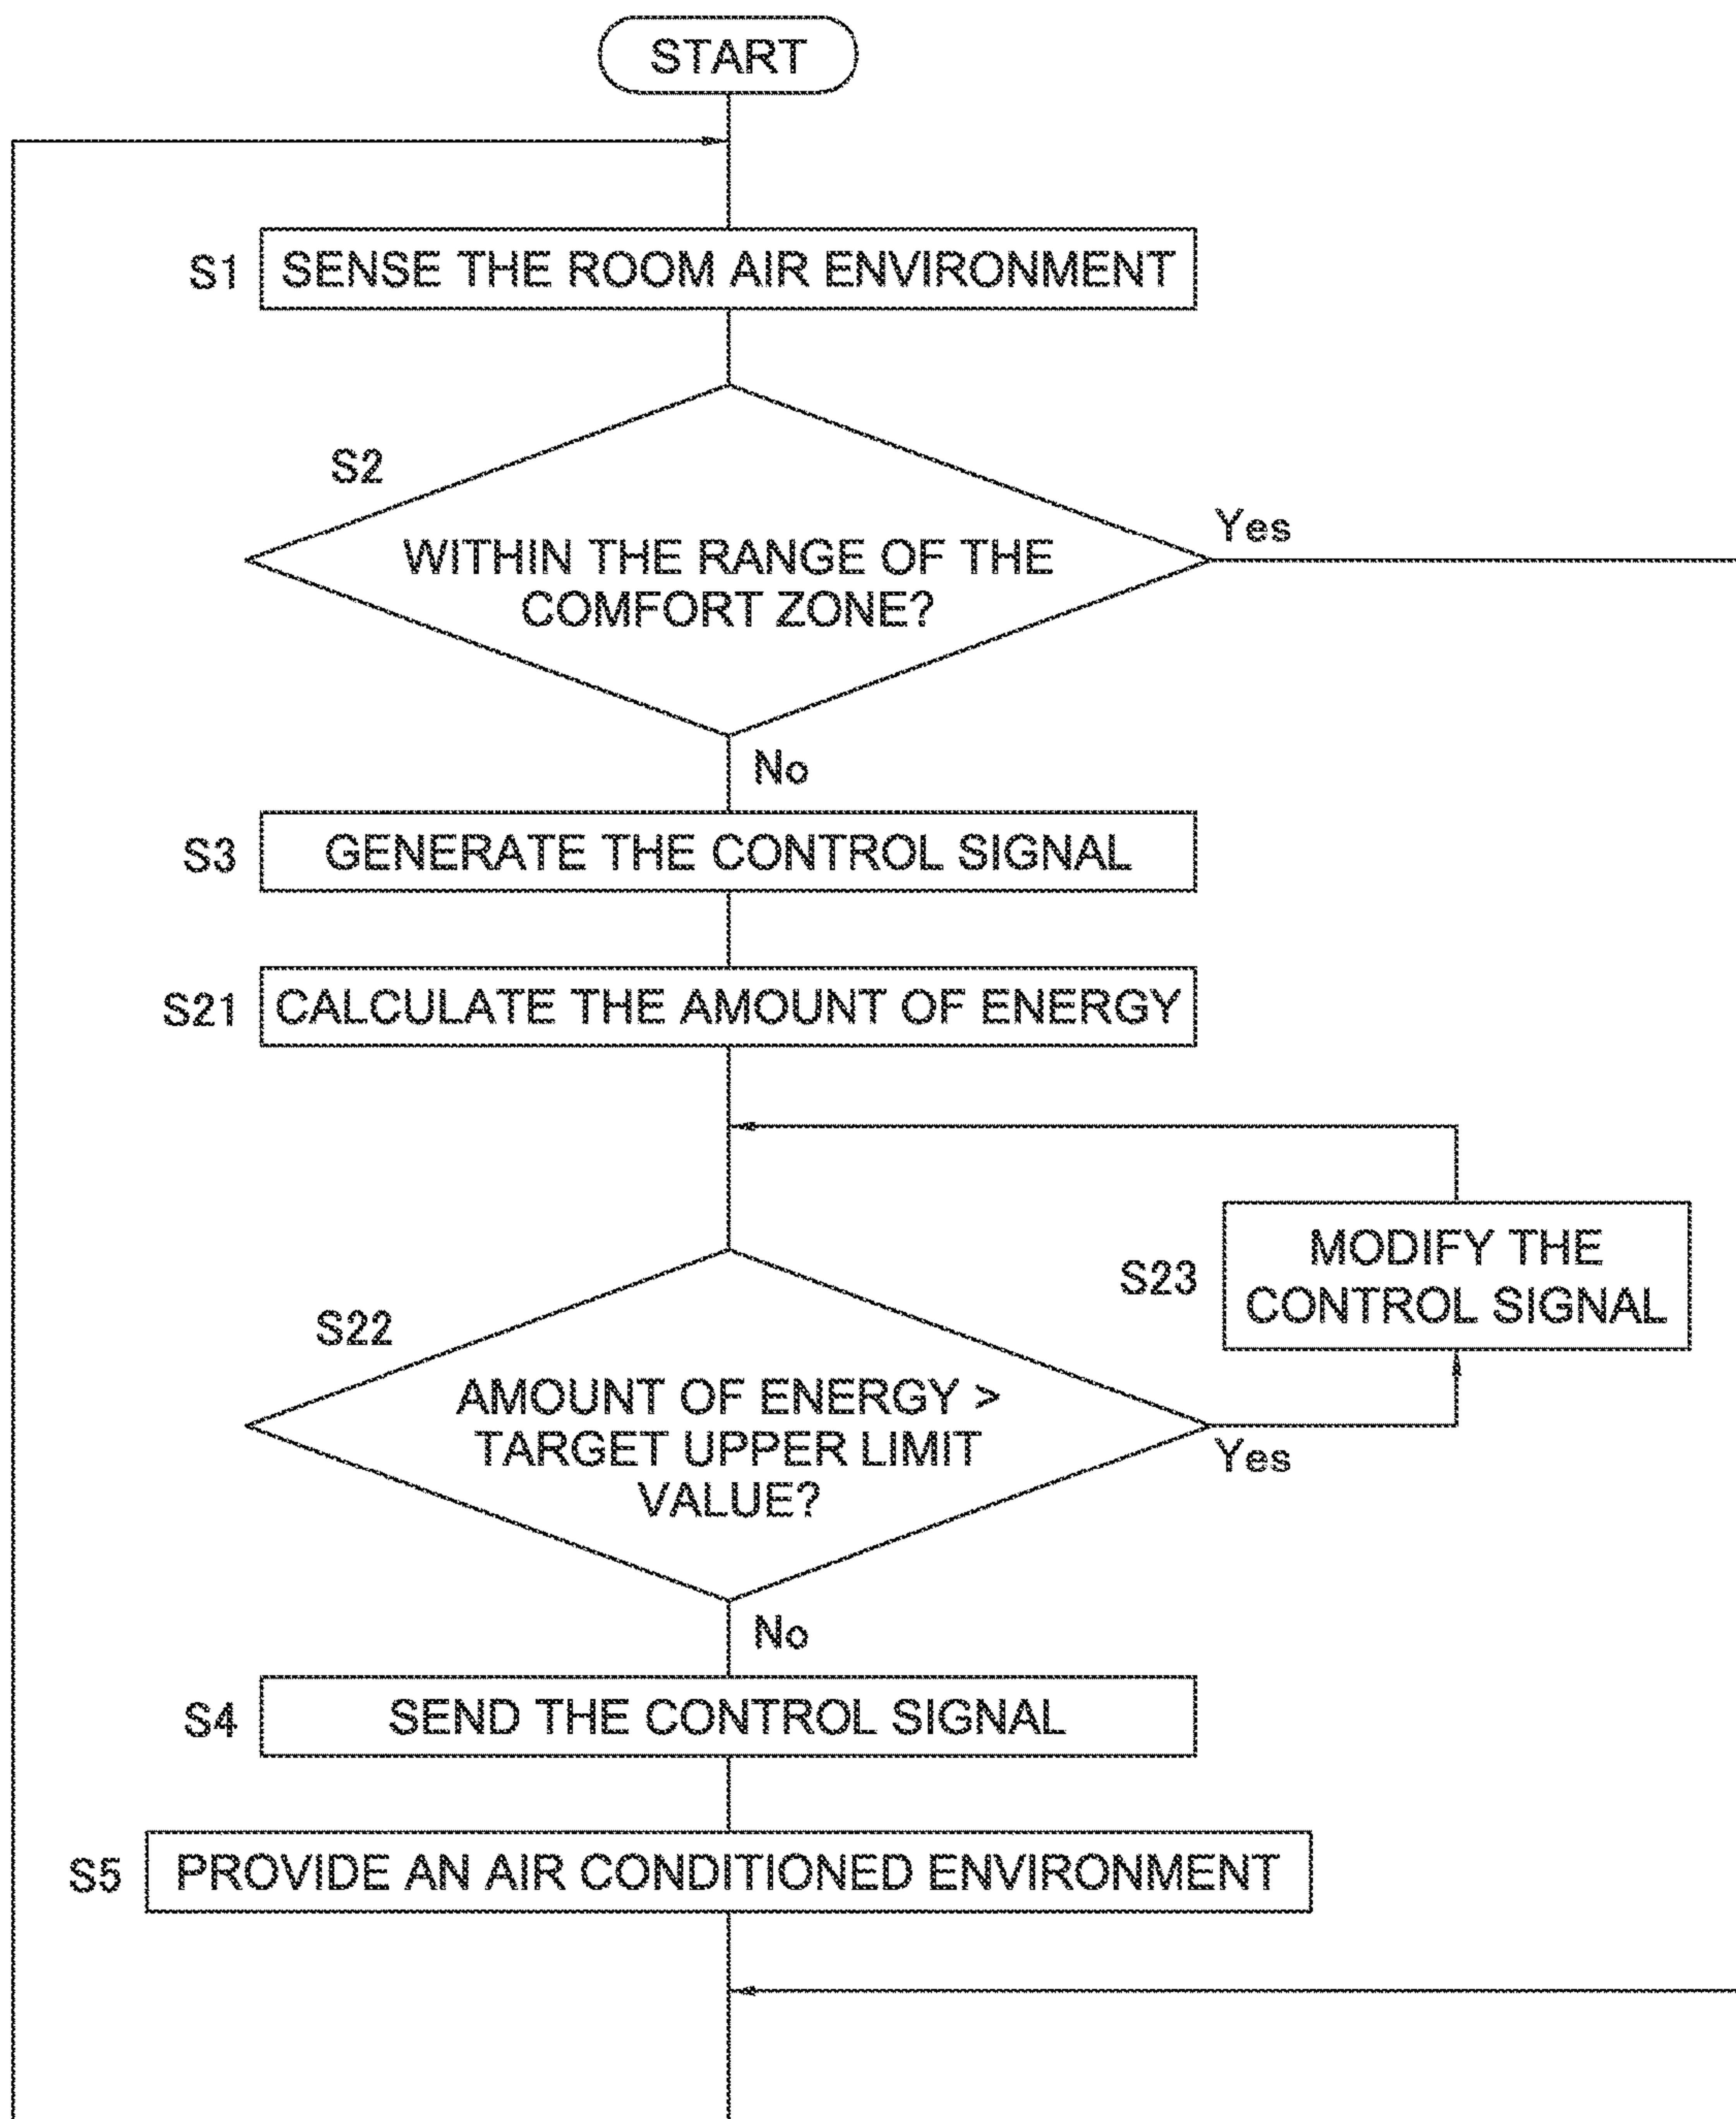 START
S1
SENSE THE ROOM AIR ENVIRONMENT
S2
WITHIN THE RANGE OF THE
COMFORT ZONE?
Yes
No
S3
GENERATE THE CONTROL SIGNAL
S21
CALCULATE THE AMOUNT OF ENERGY
S23
MODIFY THE
CONTROL SIGNAL
S22
AMOUNT OF ENERGY >
TARGET UPPER LIMIT
VALUE?
Yes
No
S4
SEND THE CONTROL SIGNAL
S5
PROVIDE AN AIR CONDITIONED ENVIRONMENT